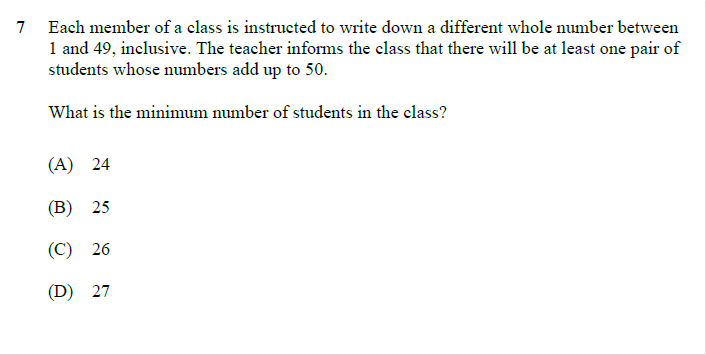 7 Each member of a class is instructed to write down a different whole number between
1 and 49, inclusive. The teacher informs the class that there will be at least one pair of
students whose numbers add up to 50.
What is the minimum number of students in the class?
(A) 24
(B) 25
(C) 26
(D) 27